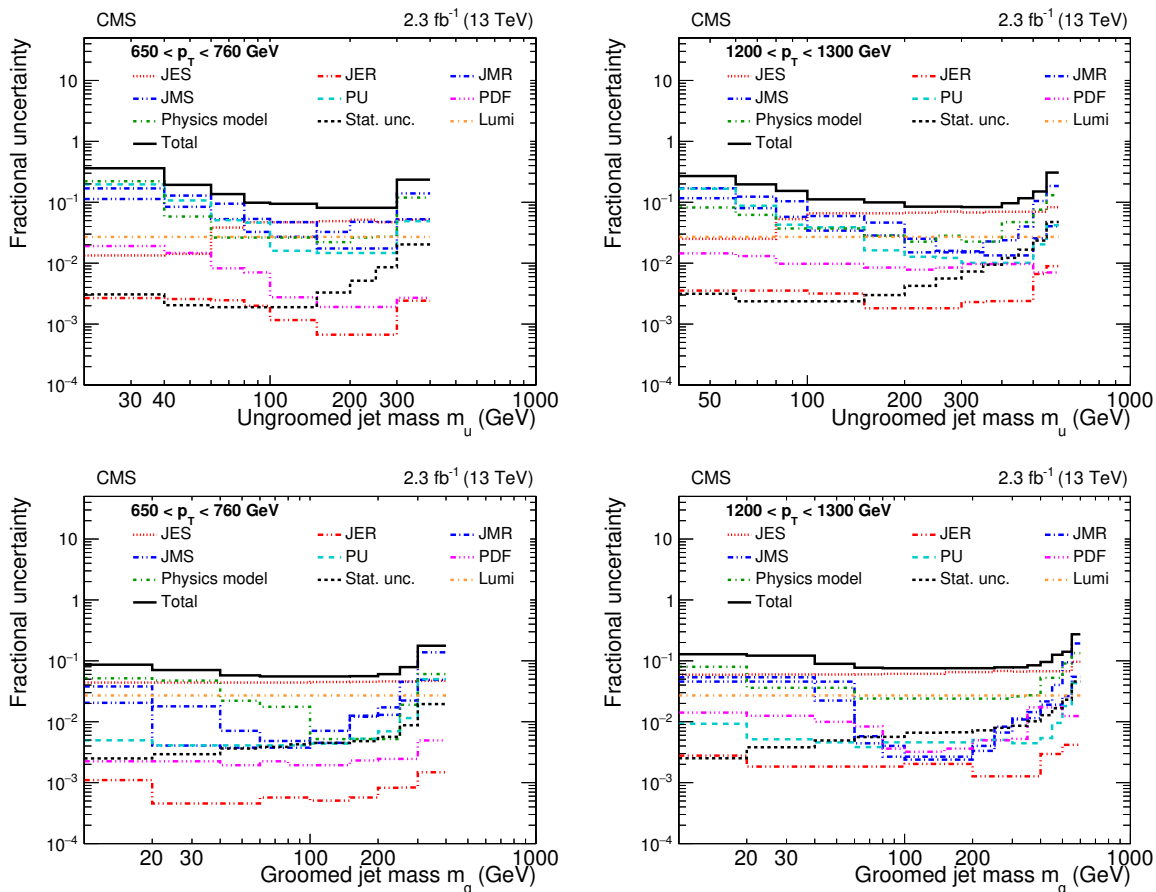 CMS 2.3 fb⁻¹ (13 TeV)
650 < p_T < 760 GeV
JES JER JMR
JMS PU PDF
Physics model Stat. unc. Lumi
Total
Fractional uncertainty
10
1
10⁻¹
10⁻²
10⁻³
10⁻⁴
30 40 100 200 300 1000
Ungroomed jet mass m_u (GeV)
CMS 2.3 fb⁻¹ (13 TeV)
1200 < p_T < 1300 GeV
JES JER JMR
JMS PU PDF
Physics model Stat. unc. Lumi
Total
Fractional uncertainty
10
1
10⁻¹
10⁻²
10⁻³
10⁻⁴
50 100 200 300 1000
Ungroomed jet mass m_u (GeV)
CMS 2.3 fb⁻¹ (13 TeV)
650 < p_T < 760 GeV
JES JER JMR
JMS PU PDF
Physics model Stat. unc. Lumi
Total
Fractional uncertainty
10
1
10⁻¹
10⁻²
10⁻³
10⁻⁴
20 30 100 200 1000
Groomed jet mass m_g (GeV)
CMS 2.3 fb⁻¹ (13 TeV)
1200 < p_T < 1300 GeV
JES JER JMR
JMS PU PDF
Physics model Stat. unc. Lumi
Total
Fractional uncertainty
10
1
10⁻¹
10⁻²
10⁻³
10⁻⁴
20 30 100 200 1000
Groomed jet mass m_g (GeV)